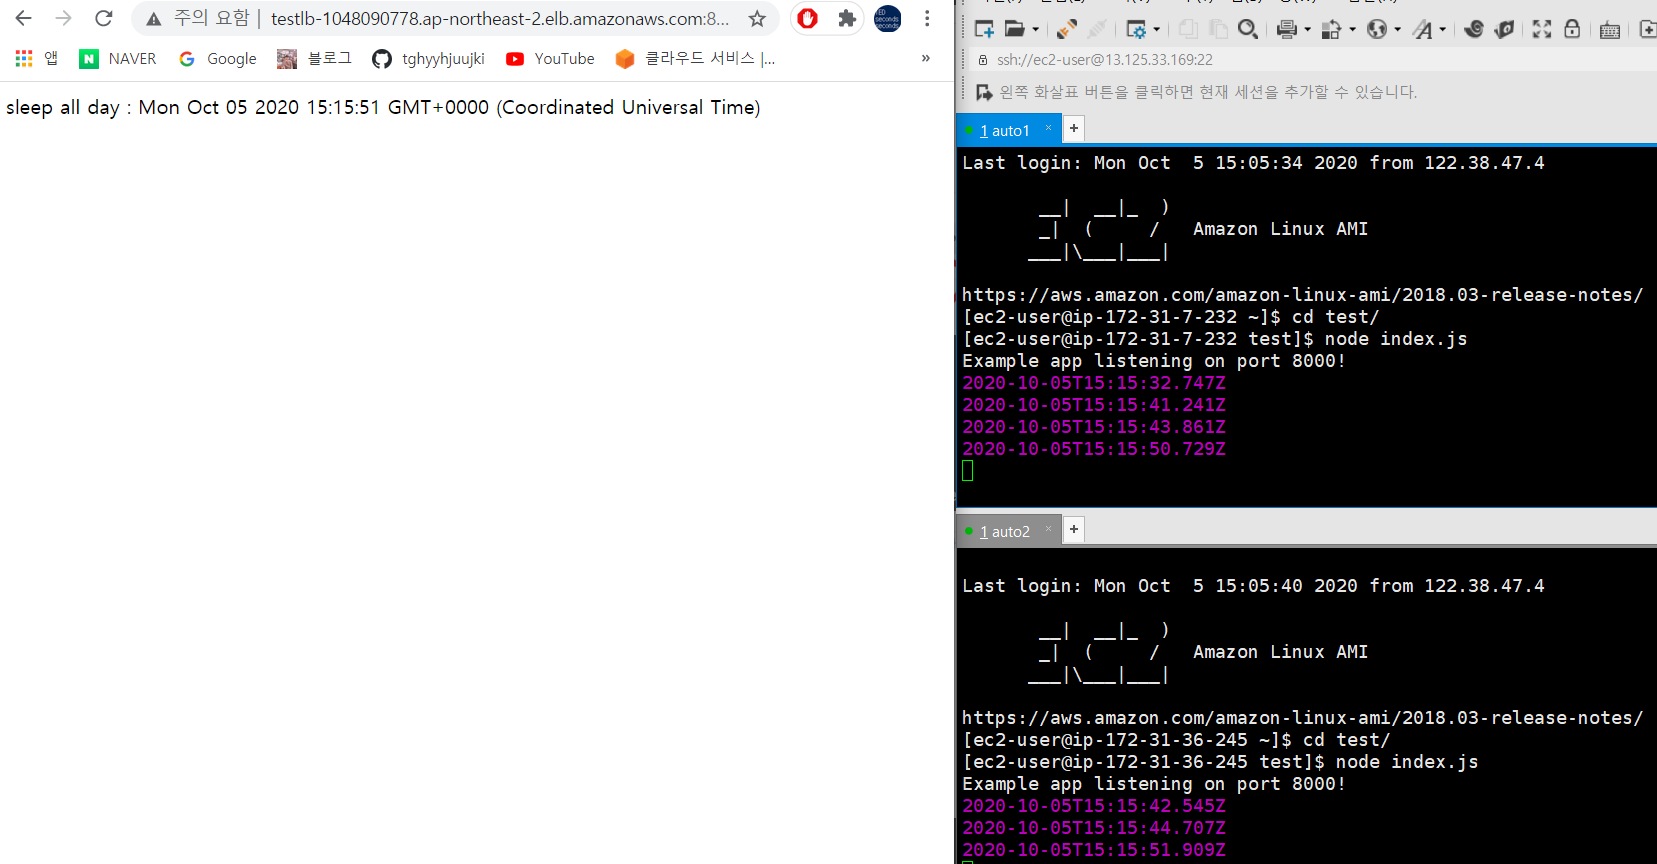 주의 요함 | testlb-1048090778.ap-northeast-2.elb.amazonaws.com:8...
앱 NAVER Google 블로그 tghyyhjuujki YouTube 클라우드 서비스 |... »
sleep all day : Mon Oct 05 2020 15:15:51 GMT+0000 (Coordinated Universal Time)
ssh://ec2-user@13.125.33.169:22
왼쪽 화살표 버튼을 클릭하면 현재 세션을 추가할 수 있습니다.
1 auto1 × +
Last login: Mon Oct  5 15:05:34 2020 from 122.38.47.4
       __|  __|_  )
       _|  (     /   Amazon Linux AMI
      ___|\___|___|
https://aws.amazon.com/amazon-linux-ami/2018.03-release-notes/
[ec2-user@ip-172-31-7-232 ~]$ cd test/
[ec2-user@ip-172-31-7-232 test]$ node index.js
Example app listening on port 8000!
2020-10-05T15:15:32.747Z
2020-10-05T15:15:41.241Z
2020-10-05T15:15:43.861Z
2020-10-05T15:15:50.729Z
1 auto2 × +
Last login: Mon Oct  5 15:05:40 2020 from 122.38.47.4
       __|  __|_  )
       _|  (     /   Amazon Linux AMI
      ___|\___|___|
https://aws.amazon.com/amazon-linux-ami/2018.03-release-notes/
[ec2-user@ip-172-31-36-245 ~]$ cd test/
[ec2-user@ip-172-31-36-245 test]$ node index.js
Example app listening on port 8000!
2020-10-05T15:15:42.545Z
2020-10-05T15:15:44.707Z
2020-10-05T15:15:51.909Z